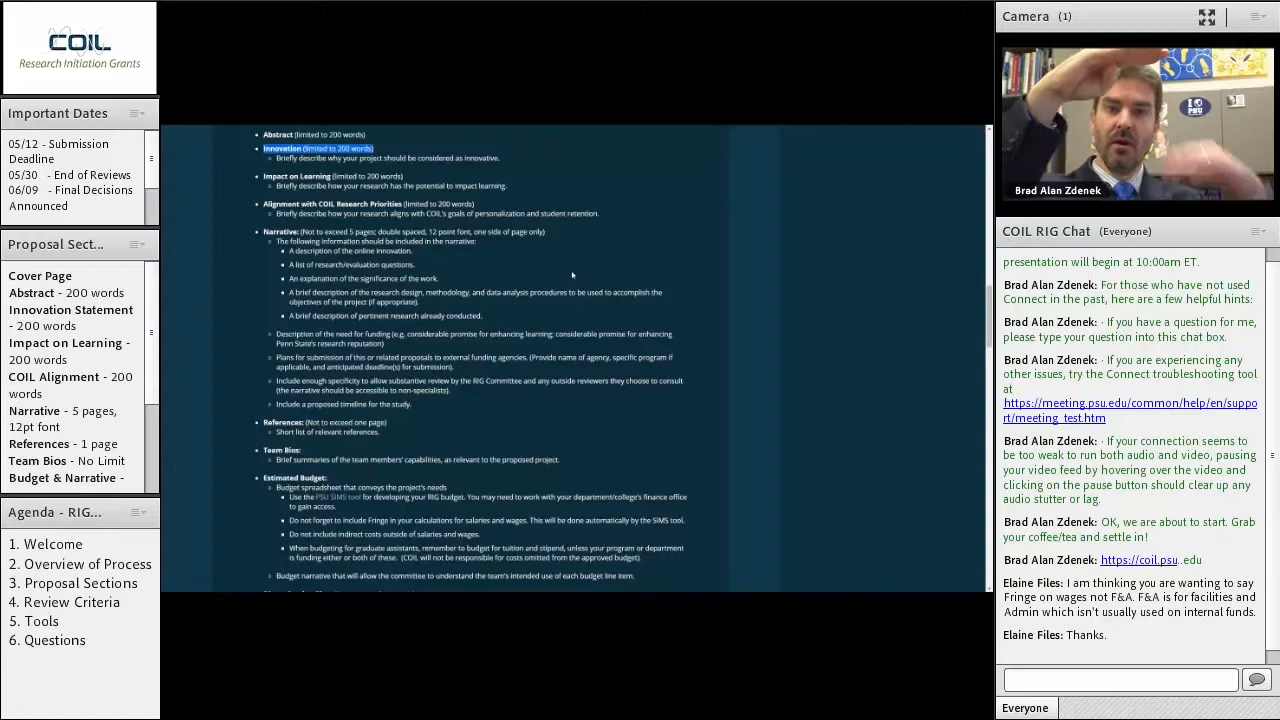 COIL
Research Initiation Grants
Important Dates
05/12 - Submission
Deadline
05/30 - End of Reviews
06/09 - Final Decisions
Announced
Proposal Sect...
Cover Page
Abstract - 200 words
Innovation Statement
- 200 words
Impact on Learning -
200 words
COIL Alignment - 200
words
Narrative - 5 pages,
12pt font
References - 1 page
Team Bios - No Limit
Budget & Narrative -
Agenda - RIG...
1. Welcome
2. Overview of Process
3. Proposal Sections
4. Review Criteria
5. Tools
6. Questions
Abstract (limited to 200 words)
Innovation (limited to 200 words)
Briefly describe why your project should be considered as innovative.
Impact on Learning (limited to 200 words)
Briefly describe how your research has the potential to impact learning.
Alignment with COIL Research Priorities (limited to 200 words)
Briefly describe how your research aligns with COIL's goals of personalization and student retention.
Narrative: (Not to exceed 5 pages; double spaced, 12 point font, one side of page only)
The following information should be included in the narrative:
A description of the online innovation.
A list of research/evaluation questions.
An explanation of the significance of the work.
A brief description of the research design, methodology, and data analysis procedures to be used to accomplish the
objectives of the project (if appropriate).
A brief description of pertinent research already conducted.
Description of the need for funding (e.g. considerable promise for enhancing learning; considerable promise for enhancing
Penn State's research reputation)
Plans for submission of this or related proposals to external funding agencies. (Provide name of agency, specific program if
applicable, and anticipated deadline(s) for submission).
Include enough specificity to allow substantive review by the RIG Committee and any outside reviewers they choose to consult
(the narrative should be accessible to non-specialists).
Include a proposed timeline for the study.
References: (Not to exceed one page)
Short list of relevant references.
Team Bios:
Brief summaries of the team members' capabilities, as relevant to the proposed project.
Estimated Budget:
Budget spreadsheet that conveys the project's needs
Use the PSU SIMS tool for developing your RIG budget. You may need to work with your department/college's finance office
to gain access.
Do not forget to include Fringe in your calculations for salaries and wages. This will be done automatically by the SIMS tool.
Do not include indirect costs outside of salaries and wages.
When budgeting for graduate assistants, remember to budget for tuition and stipend, unless your program or department
is funding either or both of these. (COIL will not be responsible for costs omitted from the approved budget).
Budget narrative that will allow the committee to understand the team's intended use of each budget line item.
Camera (1)
I PSU
Brad Alan Zdenek
COIL RIG Chat (Everyone)
presentation will begin at 10:00am ET.
Brad Alan Zdenek: For those who have not used
Connect in the past, here are a few helpful hints:
Brad Alan Zdenek: · If you have a question for me,
please type your question into this chat box.
Brad Alan Zdenek: · If you are experiencing any
other issues, try the Connect troubleshooting tool
at
https://meeting.psu.edu/common/help/en/suppo
rt/meeting_test.htm
Brad Alan Zdenek: · If your connection seems to
be too weak to run both audio and video, pausing
your video feed by hovering over the video and
clicking on the pause button should clear up any
audio stutter or lag.
Brad Alan Zdenek: OK, we are about to start. Grab
your coffee/tea and settle in!
Brad Alan Zdenek: https://coil.psu..edu
Elaine Files: I am thinking you are wanting to say
Fringe on wages not F&A. F&A is for facilities and
Admin which isn't usually used on internal funds.
Elaine Files: Thanks.
Everyone